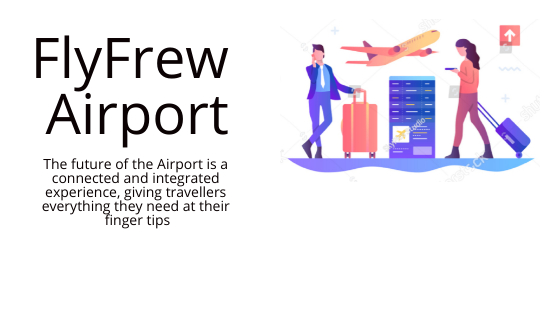 FlyFrew
Airport
The future of the Airport is a
connected and integrated
experience, giving travellers
everything they need at their
finger tips